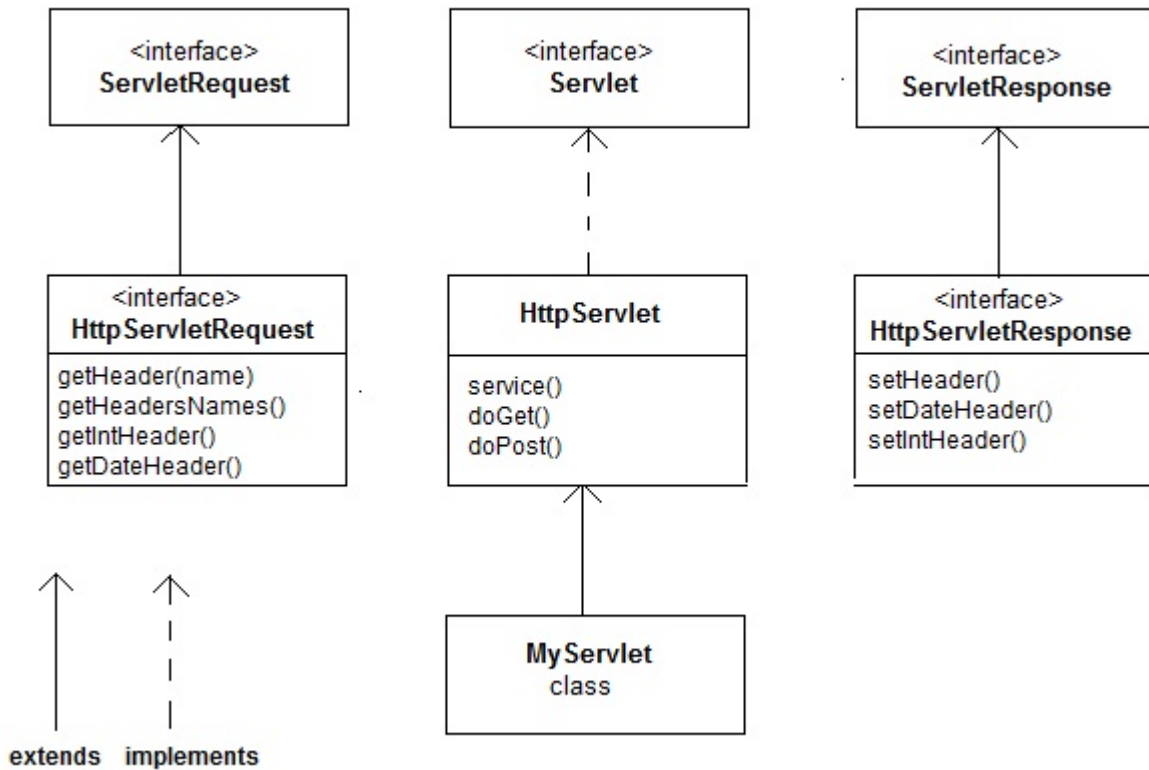 <interface>
ServletRequest
<interface>
Servlet
<interface>
ServletResponse
<interface>
HttpServletRequest
getHeader(name)
getHeadersNames()
getIntHeader()
getDateHeader()
HttpServlet
service()
doGet()
doPost()
<interface>
HttpServletResponse
setHeader()
setDateHeader()
setIntHeader()
MyServlet
class
extends
implements